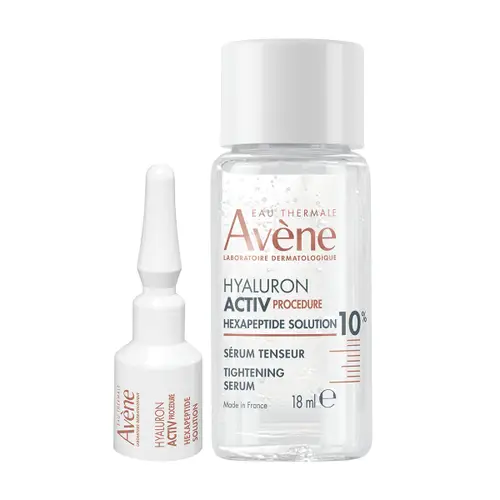 EAU THERMALE
Avène
LABORATOIRE DERMATOLOGIQUE
HYALURON
ACTIV PROCEDURE
HEXAPEPTIDE SOLUTION 10%
SÉRUM TENSEUR
TIGHTENING
SERUM
Made in France
18 ml e
EAU THERMALE
Avène
HYALURON
ACTIV PROCEDURE
HEXAPEPTIDE
SOLUTION